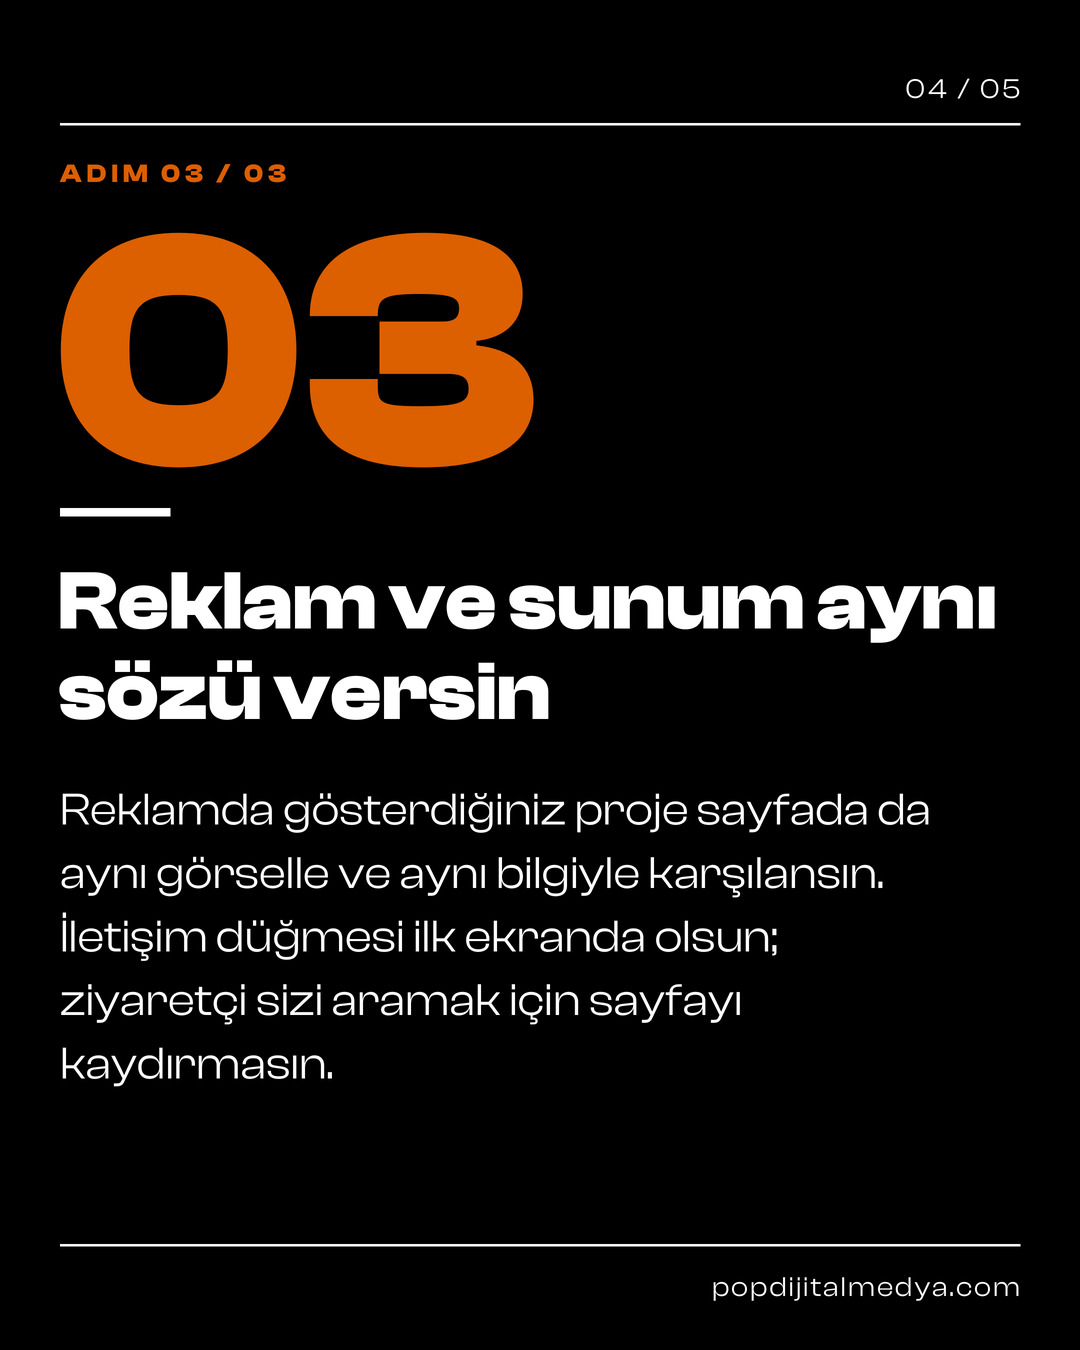 04 / 05
ADIM 03 / 03
03
Reklam ve sunum aynı
sözü versin
Reklamda gösterdiğiniz proje sayfada da
aynı görselle ve aynı bilgiyle karşılansın.
İletişim düğmesi ilk ekranda olsun;
ziyaretçi sizi aramak için sayfayı
kaydırmasın.
popdijitalmedya.com